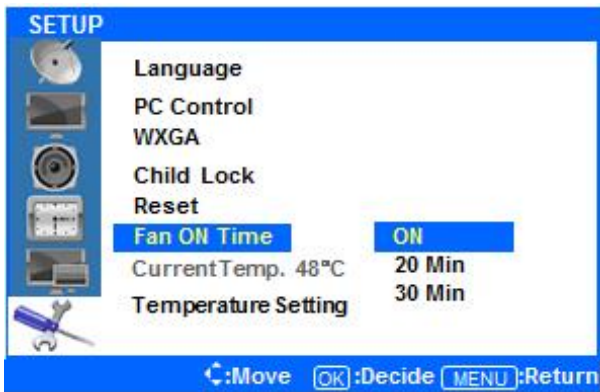 SETUP
Language
PC Control
WXGA
Child Lock
Reset
Fan ON Time ON
CurrentTemp. 48°C 20 Min
Temperature Setting 30 Min
:Move OK:Decide MENU:Return